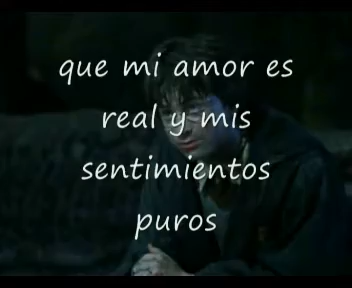 que mi amor es
real y mis
sentimientos
puros